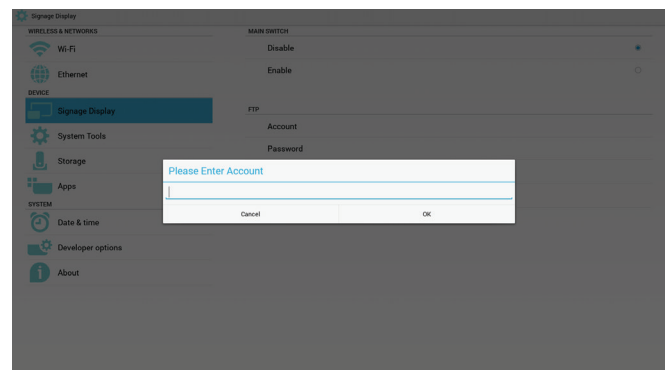 Signage Display
WIRELESS & NETWORKS
Wi-Fi
Ethernet
DEVICE
Signage Display
System Tools
Storage
Apps
SYSTEM
Date & time
Developer options
About
MAIN SWITCH
Disable
Enable
FTP
Account
Password
Please Enter Account
Cancel OK